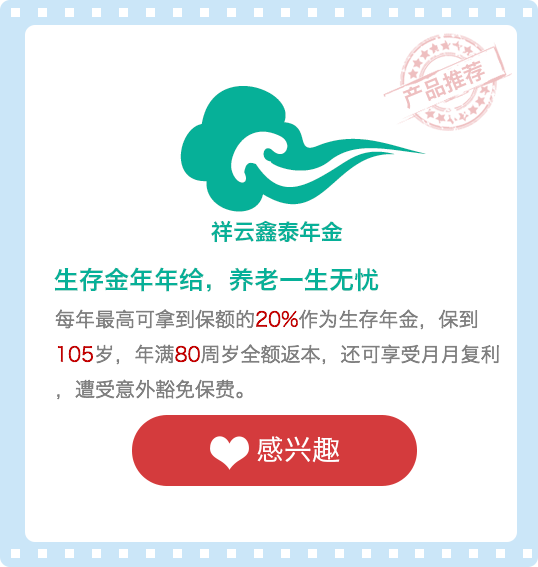 产品推荐
祥云鑫泰年金
生存金年年给，养老一生无忧
每年最高可拿到保额的20%作为生存年金，保到
105岁，年满80周岁全额返本，还可享受月月复利
，遭受意外豁免保费。
感兴趣